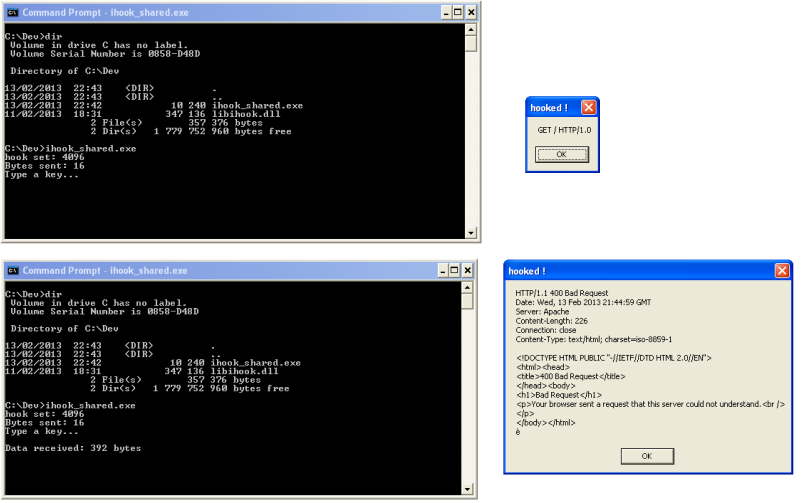 Command Prompt - ihook_shared.exe
C:\Dev>dir
Volume in drive C has no label.
Volume Serial Number is 0858-D48D
Directory of C:\Dev
13/02/2013  22:43    <DIR>          .
13/02/2013  22:43    <DIR>          ..
13/02/2013  22:42            10 240 ihook_shared.exe
11/02/2013  18:31           347 136 libihook.dll
2 File(s)        357 376 bytes
2 Dir(s)   1 779 752 960 bytes free
C:\Dev>ihook_shared.exe
hook set: 4096
Bytes sent: 16
Type a key...
hooked !
GET / HTTP/1.0
OK
Command Prompt - ihook_shared.exe
C:\Dev>dir
Volume in drive C has no label.
Volume Serial Number is 0858-D48D
Directory of C:\Dev
13/02/2013  22:43    <DIR>          .
13/02/2013  22:43    <DIR>          ..
13/02/2013  22:42            10 240 ihook_shared.exe
11/02/2013  18:31           347 136 libihook.dll
2 File(s)        357 376 bytes
2 Dir(s)   1 779 752 960 bytes free
C:\Dev>ihook_shared.exe
hook set: 4096
Bytes sent: 16
Type a key...
Data received: 392 bytes
hooked !
HTTP/1.1 400 Bad Request
Date: Wed, 13 Feb 2013 21:44:59 GMT
Server: Apache
Content-Length: 226
Connection: close
Content-Type: text/html; charset=iso-8859-1
<!DOCTYPE HTML PUBLIC "-//IETF//DTD HTML 2.0//EN">
<html><head>
<title>400 Bad Request</title>
</head><body>
<h1>Bad Request</h1>
<p>Your browser sent a request that this server could not understand.<br />
</p>
</body></html>
è
OK